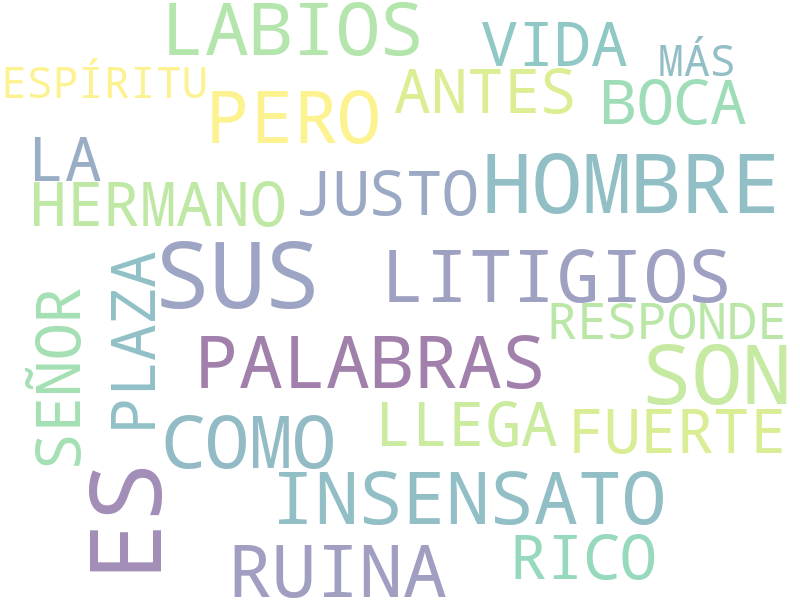 LABIOS
VIDA
MÁS
ESPÍRITU
PERO
ANTES
BOCA
LA
HERMANO
JUSTO
HOMBRE
SUS
LITIGIOS
PLAZA
SEÑOR
RESPONDE
PALABRAS
SON
COMO
LLEGA
FUERTE
ES
INSENSATO
RUINA
RICO